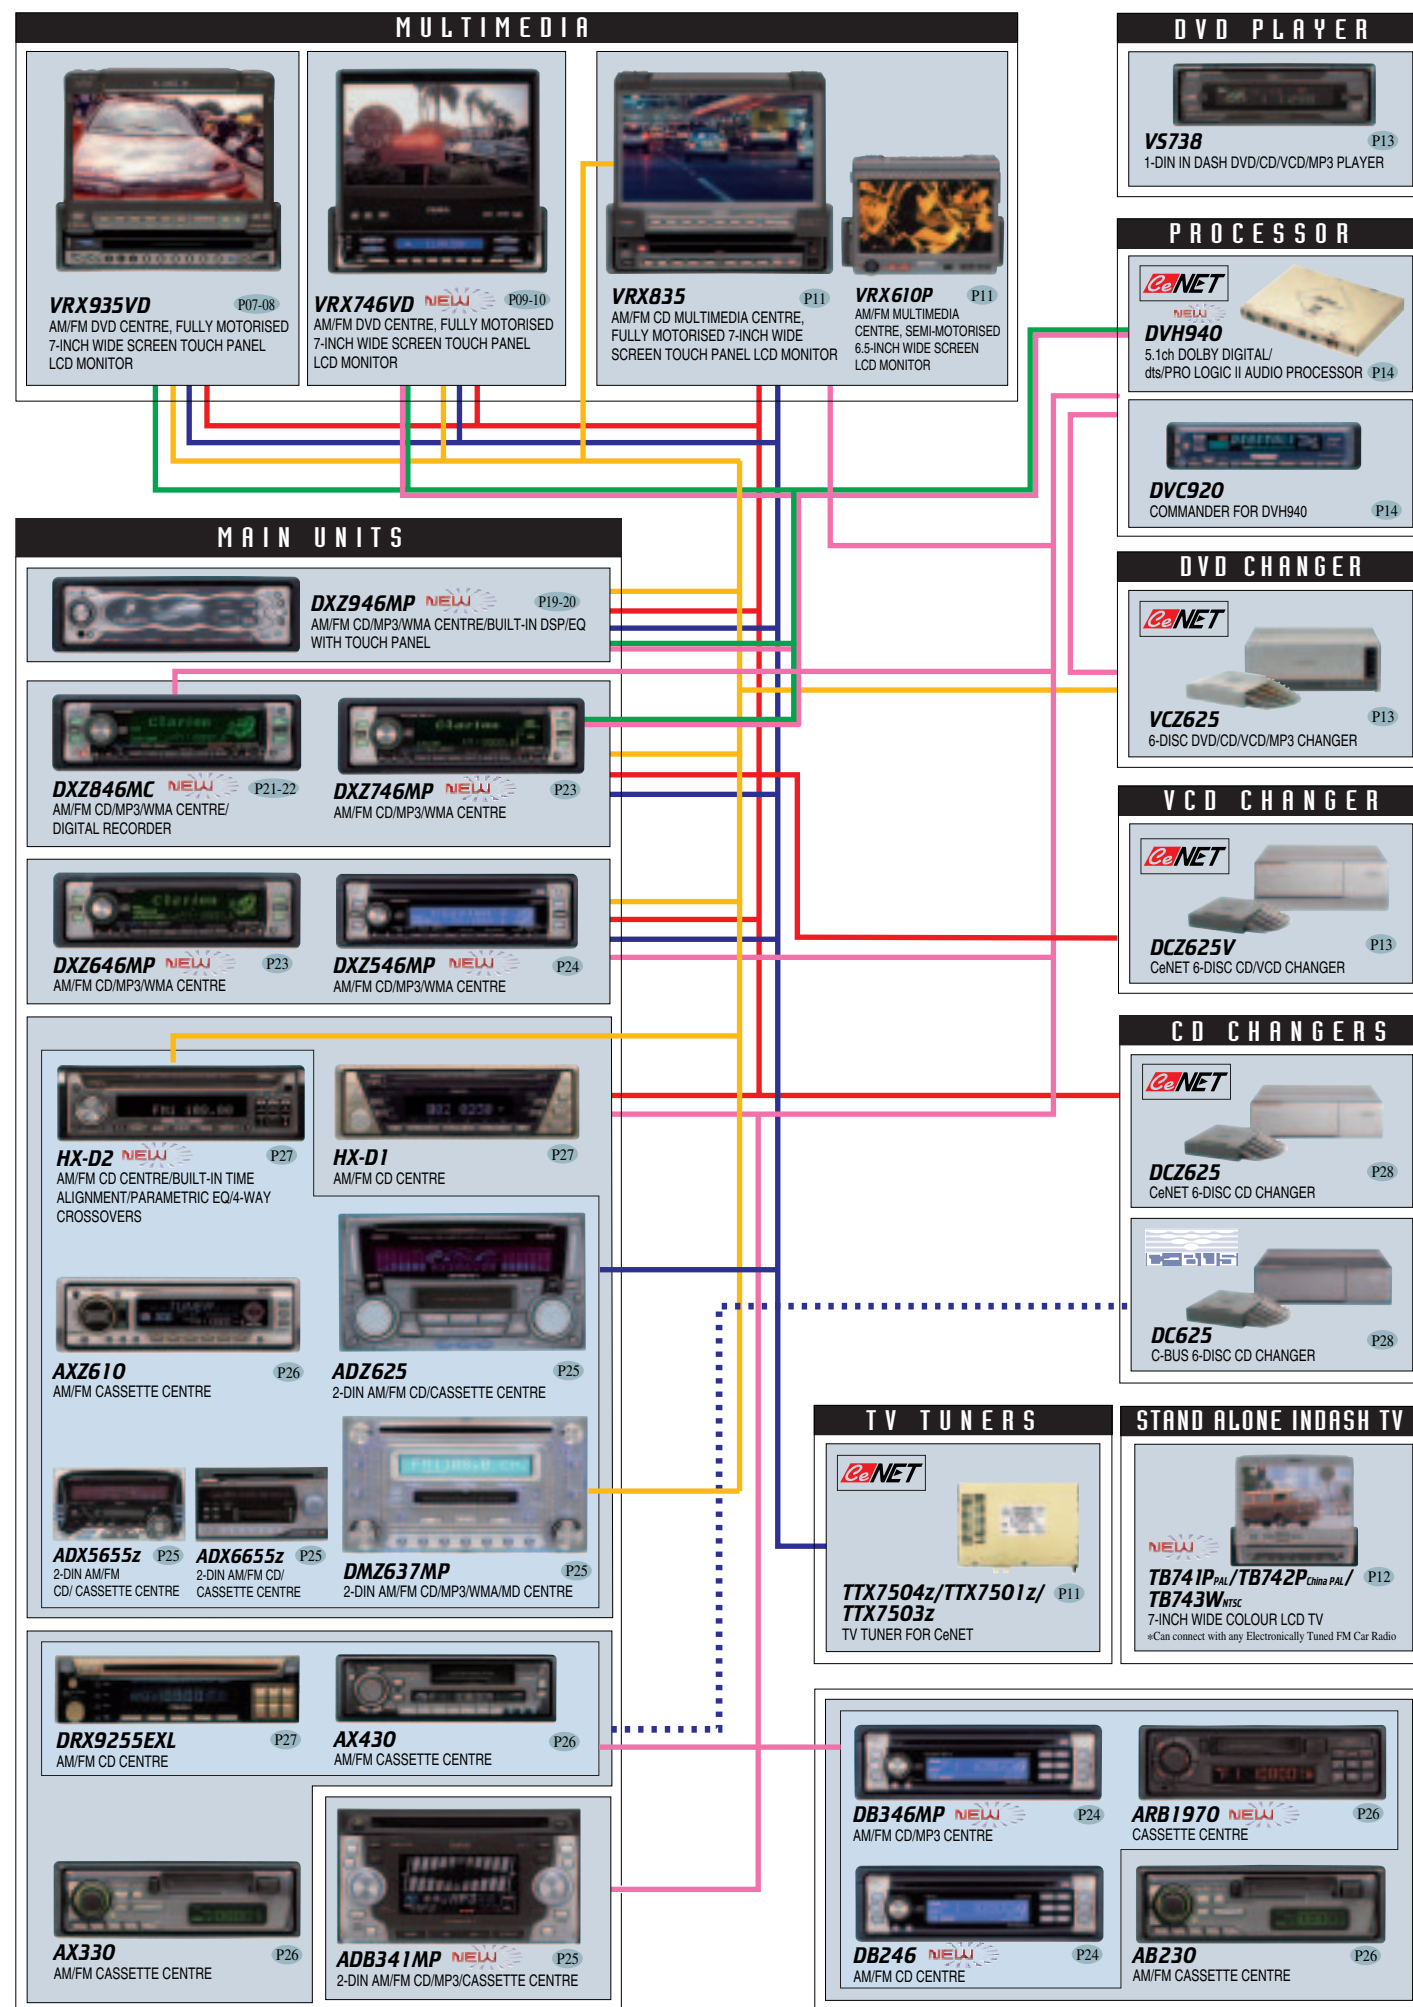 MULTIMEDIA
VRX935VD P07-08
AM/FM DVD CENTRE, FULLY MOTORISED
7-INCH WIDE SCREEN TOUCH PANEL
LCD MONITOR
VRX746VD NEW P09-10
AM/FM DVD CENTRE, FULLY MOTORISED
7-INCH WIDE SCREEN TOUCH PANEL
LCD MONITOR
VRX835 P11
AM/FM CD MULTIMEDIA CENTRE,
FULLY MOTORISED 7-INCH WIDE
SCREEN TOUCH PANEL LCD MONITOR
VRX610P P11
AM/FM MULTIMEDIA
CENTRE, SEMI-MOTORISED
6.5-INCH WIDE SCREEN
LCD MONITOR
DVD PLAYER
VS738 P13
1-DIN IN DASH DVD/CD/VCD/MP3 PLAYER
PROCESSOR
CeNET
NEW
DVH940
5.1ch DOLBY DIGITAL/
dts/PRO LOGIC II AUDIO PROCESSOR P14
DVC920
COMMANDER FOR DVH940 P14
DVD CHANGER
CeNET
VCZ625 P13
6-DISC DVD/CD/VCD/MP3 CHANGER
VCD CHANGER
CeNET
DCZ625V P13
CeNET 6-DISC CD/VCD CHANGER
CD CHANGERS
CeNET
DCZ625 P28
CeNET 6-DISC CD CHANGER
C-BUS
DC625 P28
C-BUS 6-DISC CD CHANGER
MAIN UNITS
DXZ946MP NEW P19-20
AM/FM CD/MP3/WMA CENTRE/BUILT-IN DSP/EQ
WITH TOUCH PANEL
Clarion
DXZ846MC NEW P21-22
AM/FM CD/MP3/WMA CENTRE/
DIGITAL RECORDER
Clarion
DXZ746MP NEW P23
AM/FM CD/MP3/WMA CENTRE
Clarion
DXZ646MP NEW P23
AM/FM CD/MP3/WMA CENTRE
DXZ546MP NEW P24
AM/FM CD/MP3/WMA CENTRE
HX-D2 NEW P27
AM/FM CD CENTRE/BUILT-IN TIME
ALIGNMENT/PARAMETRIC EQ/4-WAY
CROSSOVERS
HX-D1 P27
AM/FM CD CENTRE
TUNER
AXZ610 P26
AM/FM CASSETTE CENTRE
ADZ625 P25
2-DIN AM/FM CD/CASSETTE CENTRE
ADX5655z P25
2-DIN AM/FM
CD/ CASSETTE CENTRE
ADX6655z P25
2-DIN AM/FM CD/
CASSETTE CENTRE
DMZ637MP P25
2-DIN AM/FM CD/MP3/WMA/MD CENTRE
TV TUNERS
CeNET
TTX7504z/TTX7501z/ P11
TTX7503z
TV TUNER FOR CeNET
STAND ALONE INDASH TV
NEW
TB741P PAL/TB742P China PAL/ P12
TB743W NTSC
7-INCH WIDE COLOUR LCD TV
*Can connect with any Electronically Tuned FM Car Radio
DRX9255EXL P27
AM/FM CD CENTRE
AX430 P26
AM/FM CASSETTE CENTRE
AX330 P26
AM/FM CASSETTE CENTRE
ADB341MP NEW P25
2-DIN AM/FM CD/MP3/CASSETTE CENTRE
DB346MP NEW P24
AM/FM CD/MP3 CENTRE
ARB1970 NEW P26
CASSETTE CENTRE
DB246 NEW P24
AM/FM CD CENTRE
AB230 P26
AM/FM CASSETTE CENTRE